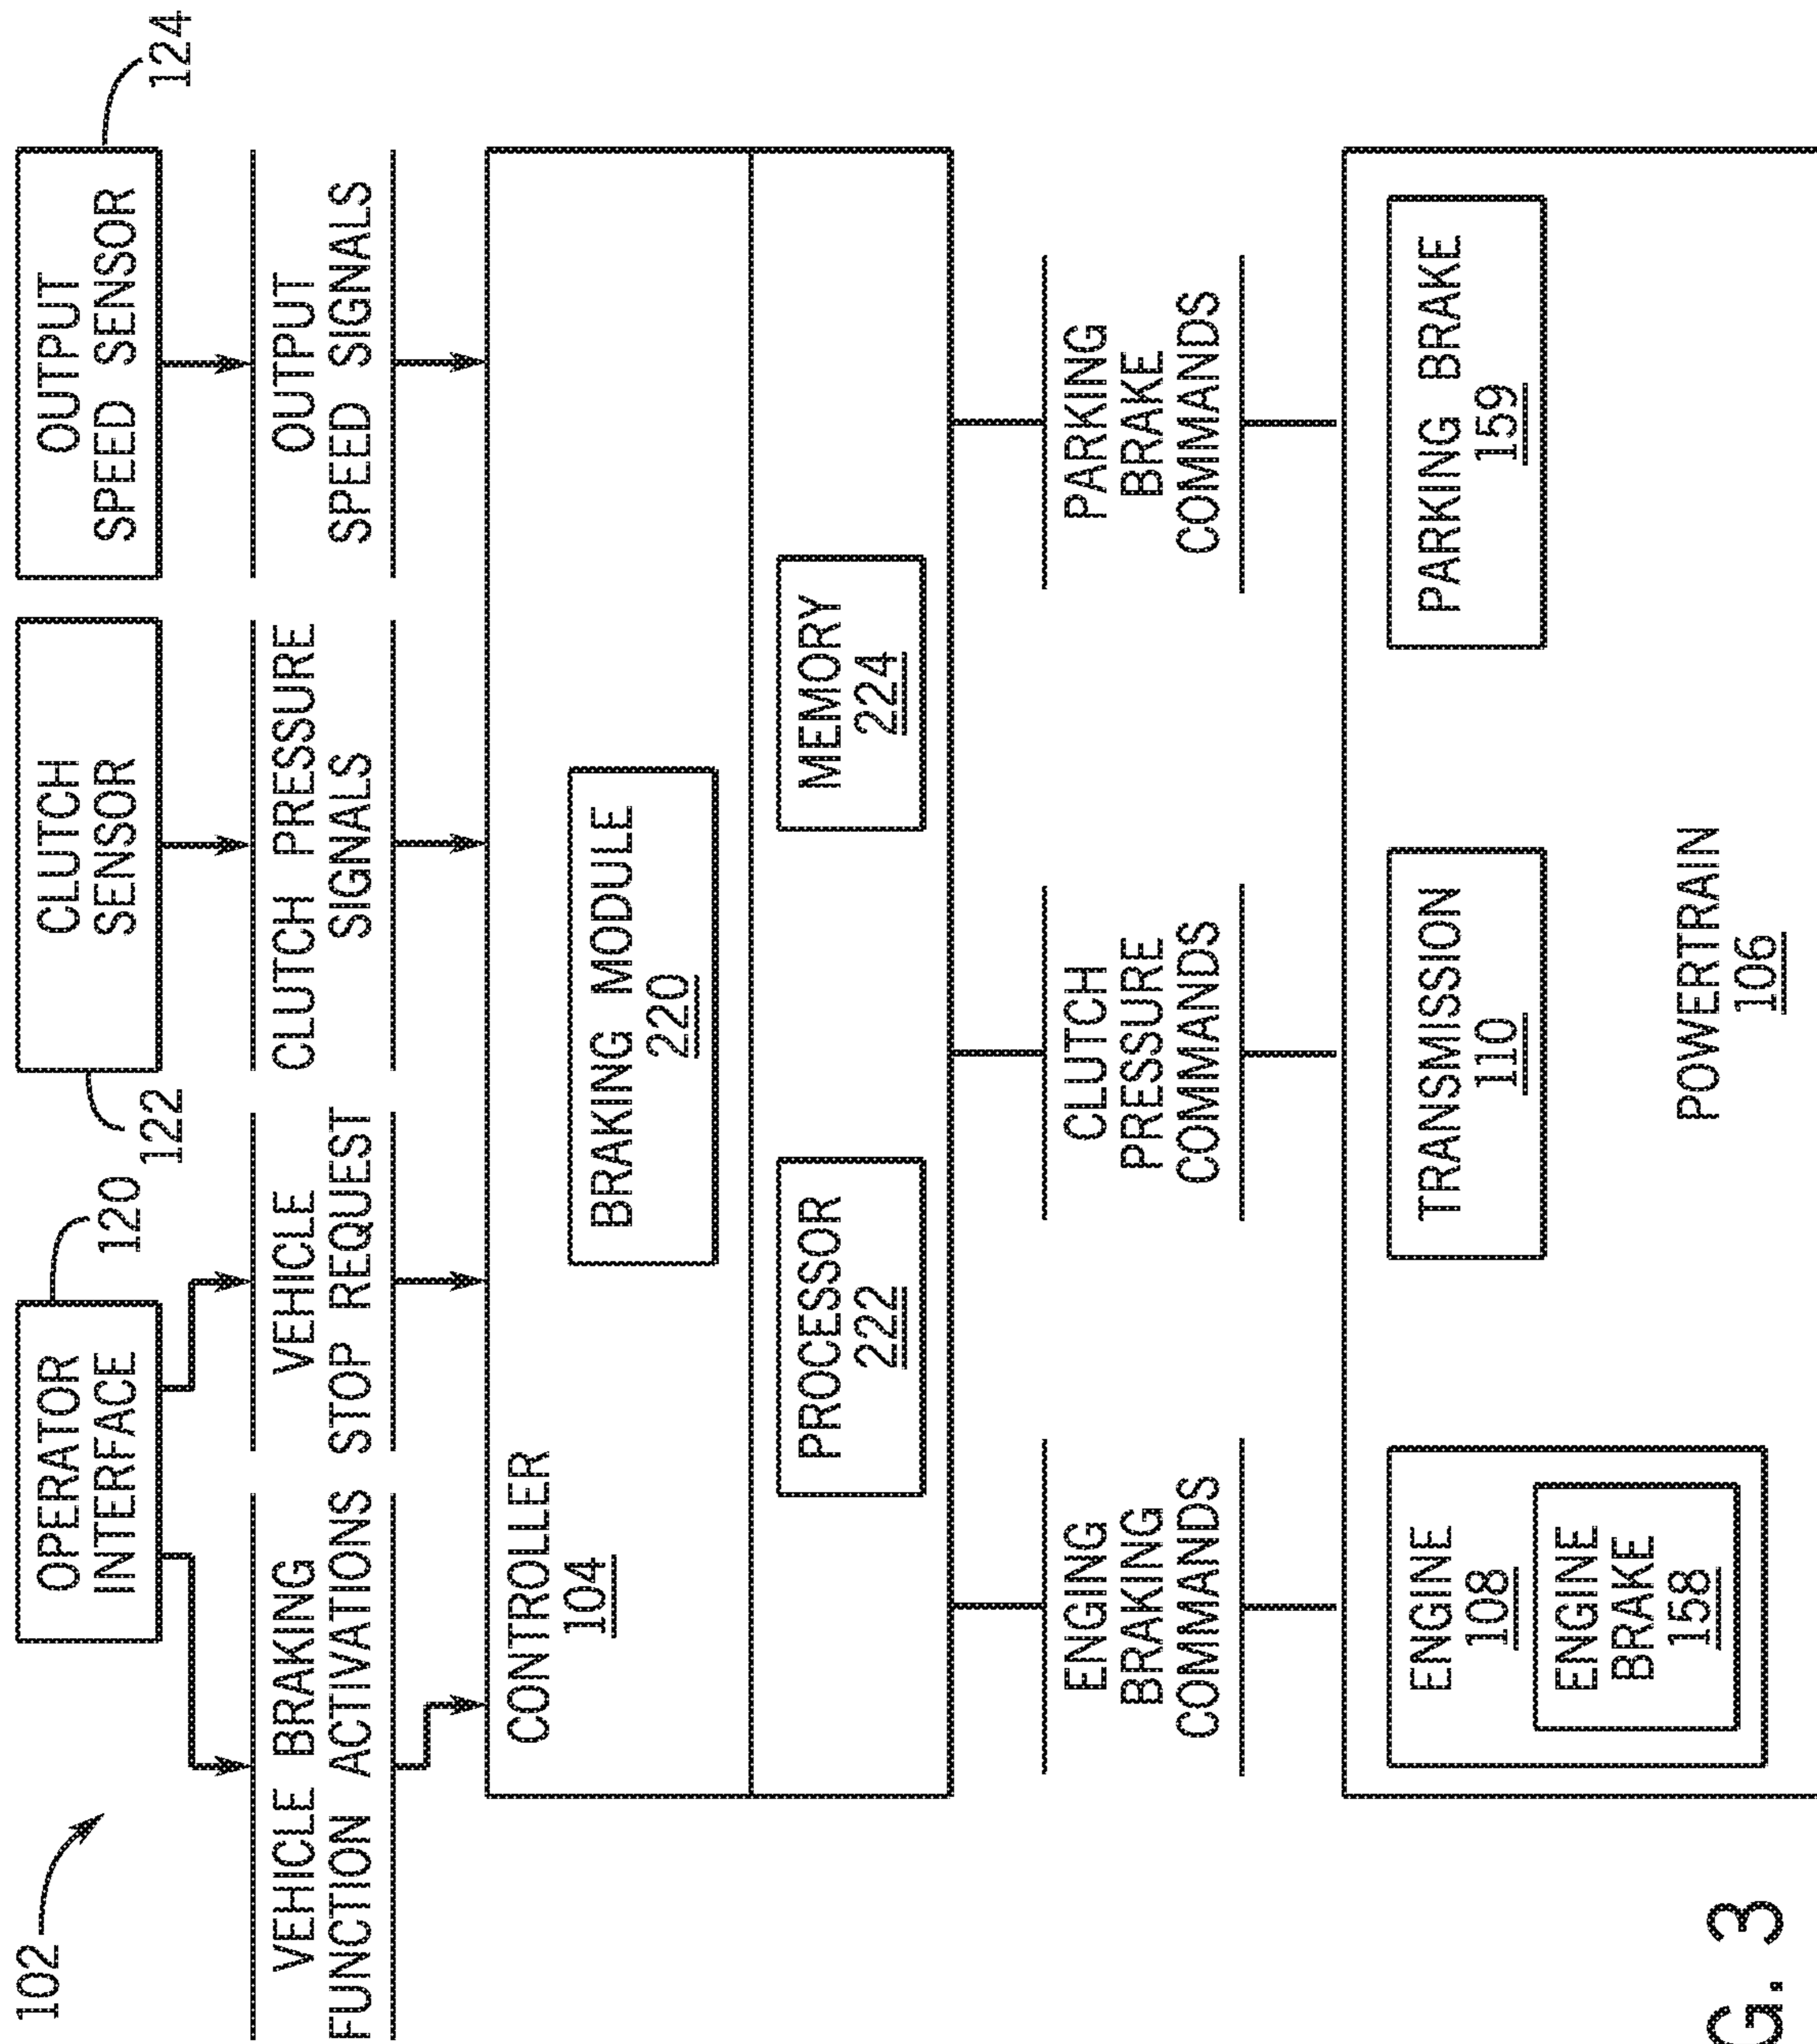 102
OPERATOR
INTERFACE
120
CLUTCH
SENSOR
122
OUTPUT
SPEED SENSOR
124
VEHICLE BRAKING
FUNCTION ACTIVATIONS
VEHICLE
STOP REQUEST
CLUTCH PRESSURE
SIGNALS
OUTPUT
SPEED SIGNALS
CONTROLLER
104
BRAKING MODULE
220
PROCESSOR
222
MEMORY
224
ENGING
BRAKING
COMMANDS
CLUTCH
PRESSURE
COMMANDS
PARKING
BRAKE
COMMANDS
ENGINE
108
ENGINE
BRAKE
158
TRANSMISSION
110
PARKING BRAKE
159
POWERTRAIN
106
G. 3